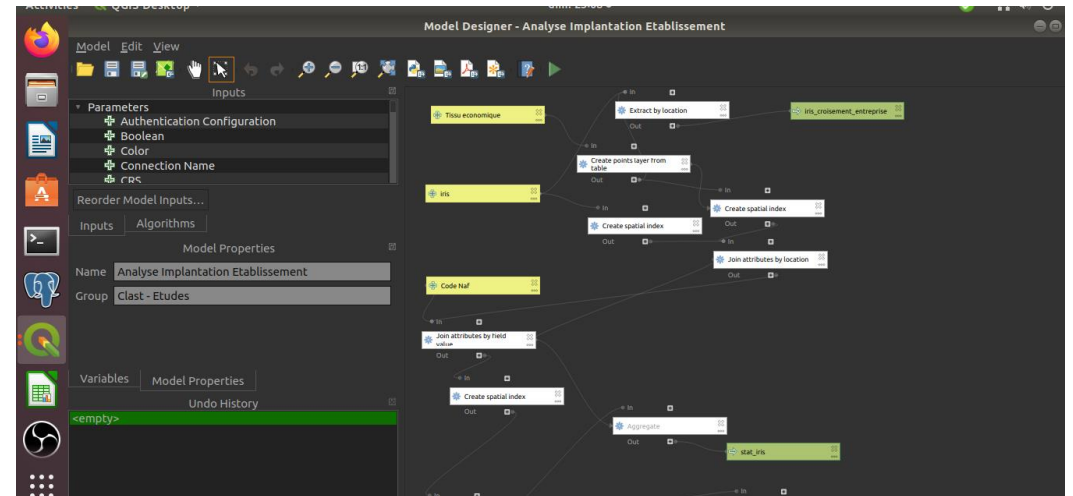 Activities
QGIS Desktop
Model Designer - Analyse Implantation Etablissement
Model Edit View
Inputs
Parameters
Authentication Configuration
Boolean
Color
Connection Name
CRS
Reorder Model Inputs...
Inputs Algorithms
Model Properties
Name Analyse Implantation Etablissement
Group Clast - Etudes
Variables Model Properties
Undo History
<empty>
In
Tissu economique
Extract by location
iris_croisement_entreprise
Out
In
Create points layer from
table
Out
In
iris
Create spatial index
In
Create spatial index
Out
Out
In
Join attributes by location
Out
Code Naf
In
Join attributes by field
value
Out
In
Create spatial index
Out
In
Aggregate
Out
stat_iris
In
In